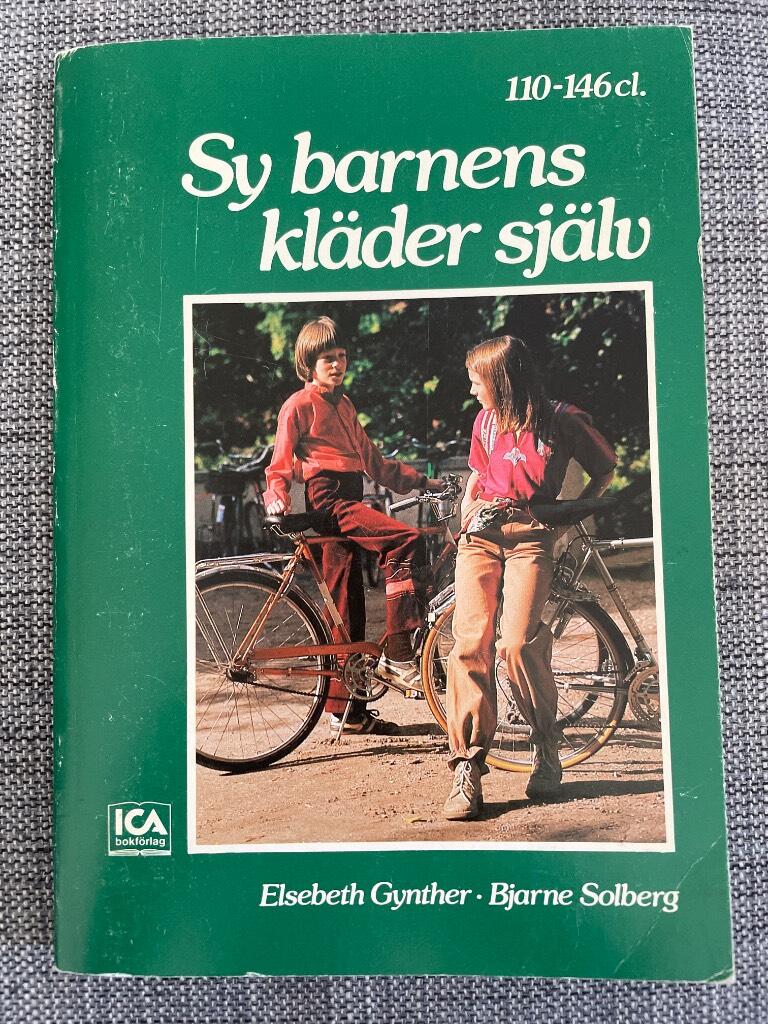 110-146 cl.
Sy barnens
kläder själv
ICA
bokförlag
Elsebeth Gynther · Bjarne Solberg